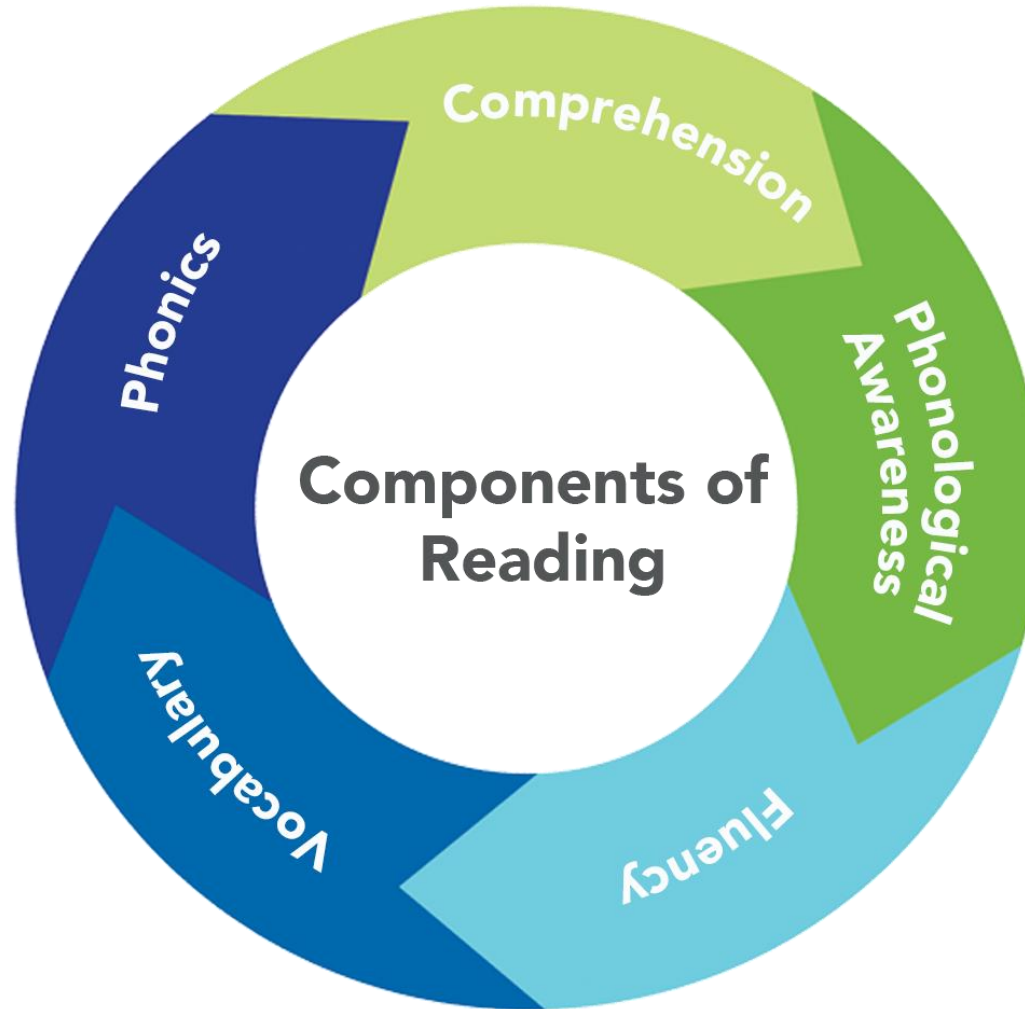 Comprehension
Phonological
Awareness
Fluency
Vocabulary
Phonics
Components of
Reading